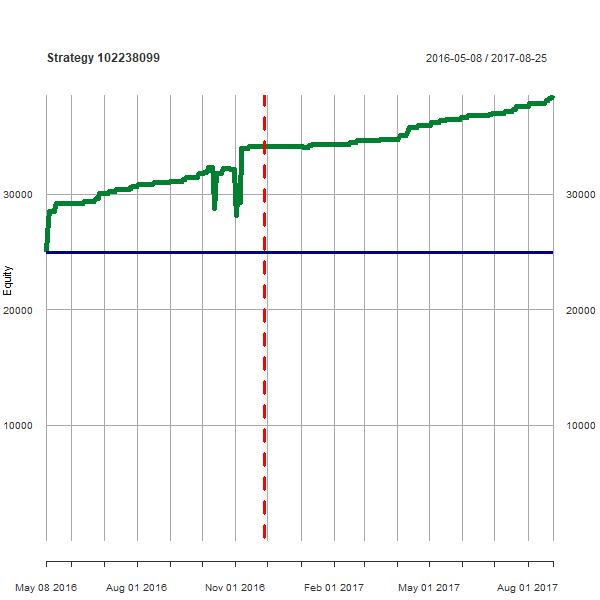 Strategy 102238099
2016-05-08 / 2017-08-25
30000
30000
Equity
20000
20000
10000
10000
May 08 2016
Aug 01 2016
Nov 01 2016
Feb 01 2017
May 01 2017
Aug 01 2017